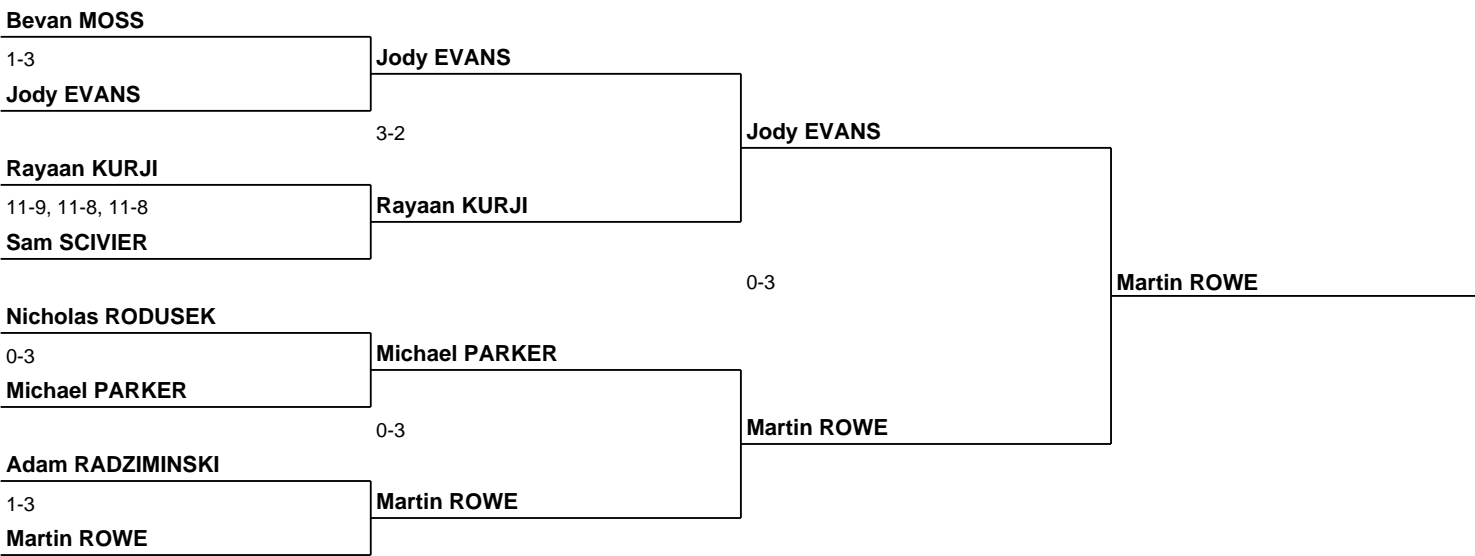 Bevan MOSS
1-3
Jody EVANS
Jody EVANS
3-2
Jody EVANS
Rayaan KURJI
11-9, 11-8, 11-8
Rayaan KURJI
Sam SCIVIER
0-3
Martin ROWE
Nicholas RODUSEK
0-3
Michael PARKER
Michael PARKER
0-3
Martin ROWE
Adam RADZIMINSKI
1-3
Martin ROWE
Martin ROWE